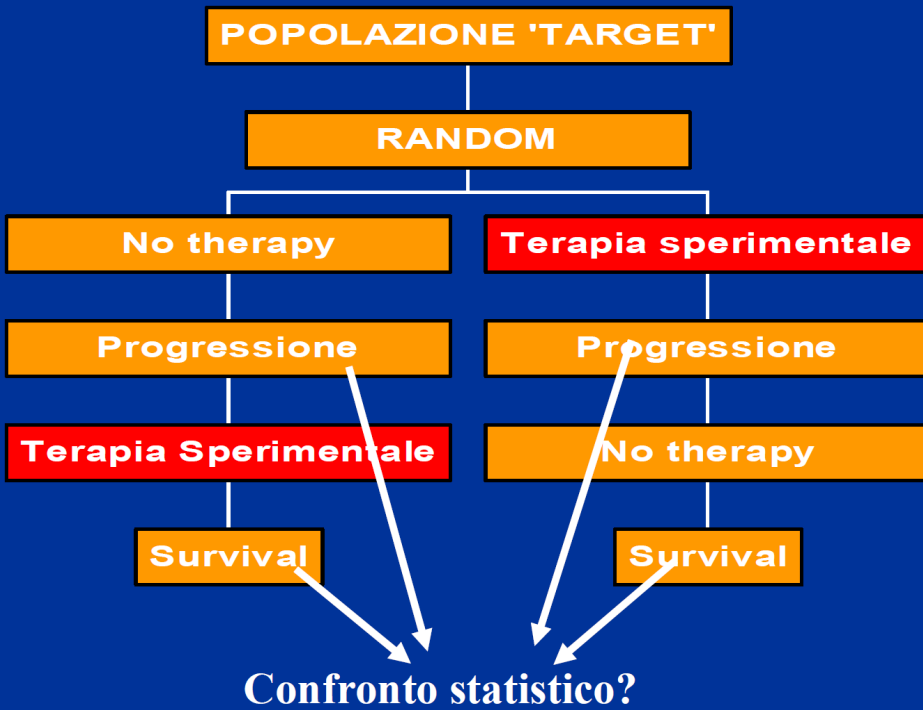 POPOLAZIONE 'TARGET'
RANDOM
No therapy
Terapia sperimentale
Progressione
Progressione
Terapia Sperimentale
No therapy
Survival
Survival
Confronto statistico?